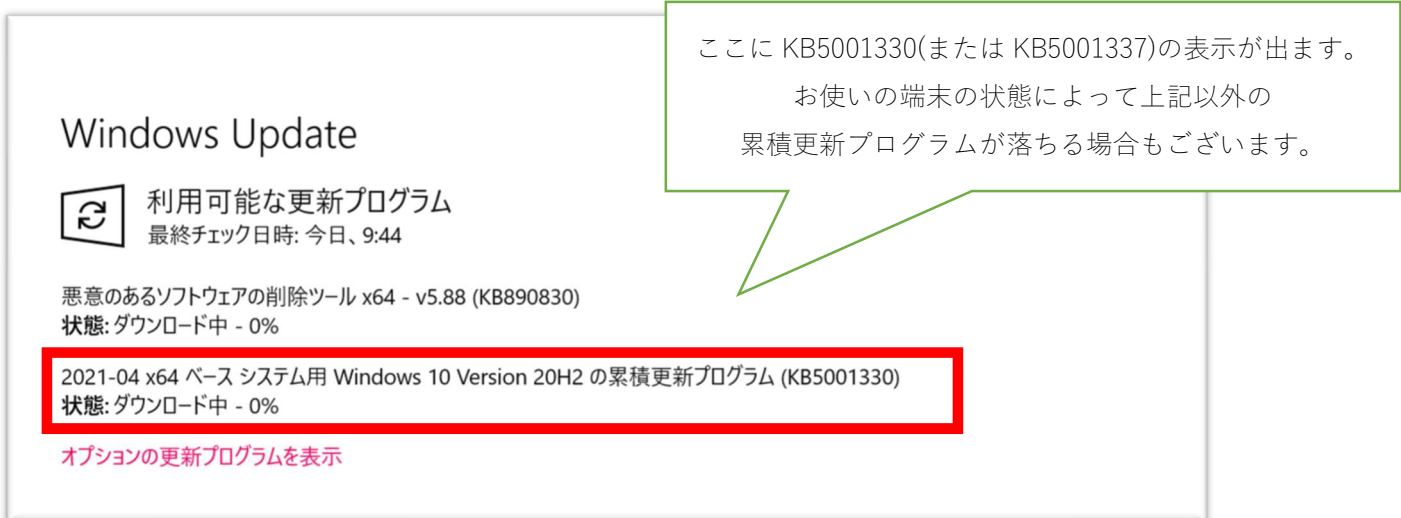 ここに KB5001330(または KB5001337)の表示が出ます。
お使いの端末の状態によって上記以外の
累積更新プログラムが落ちる場合もございます。
Windows Update
利用可能な更新プログラム
最終チェック日時: 今日、9:44
悪意のあるソフトウェアの削除ツール x64 - v5.88 (KB890830)
状態: ダウンロード中 - 0%
2021-04 x64 ベース システム用 Windows 10 Version 20H2 の累積更新プログラム (KB5001330)
状態: ダウンロード中 - 0%
オプションの更新プログラムを表示